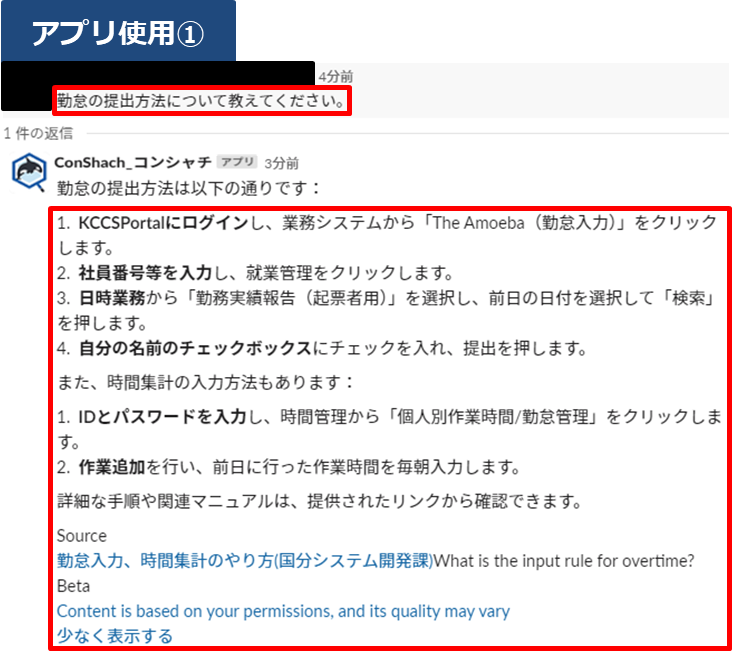 アプリ使用①
4分前
勤怠の提出方法について教えてください。
1 件の返信
ConShach_コンシャチ アプリ 3分前
勤怠の提出方法は以下の通りです：
1. KCCSPortalにログインし、業務システムから「The Amoeba（勤怠入力）」をクリック
します。
2. 社員番号等を入力し、就業管理をクリックします。
3. 日時業務から「勤務実績報告（起票者用）」を選択し、前日の日付を選択して「検索」
を押します。
4. 自分の名前のチェックボックスにチェックを入れ、提出を押します。
また、時間集計の入力方法もあります：
1. IDとパスワードを入力し、時間管理から「個人別作業時間/勤怠管理」をクリックしま
す。
2. 作業追加を行い、前日に行った作業時間を毎朝入力します。
詳細な手順や関連マニュアルは、提供されたリンクから確認できます。
Source
勤怠入力、時間集計のやり方(国分システム開発課)What is the input rule for overtime?
Beta
Content is based on your permissions, and its quality may vary
少なく表示する